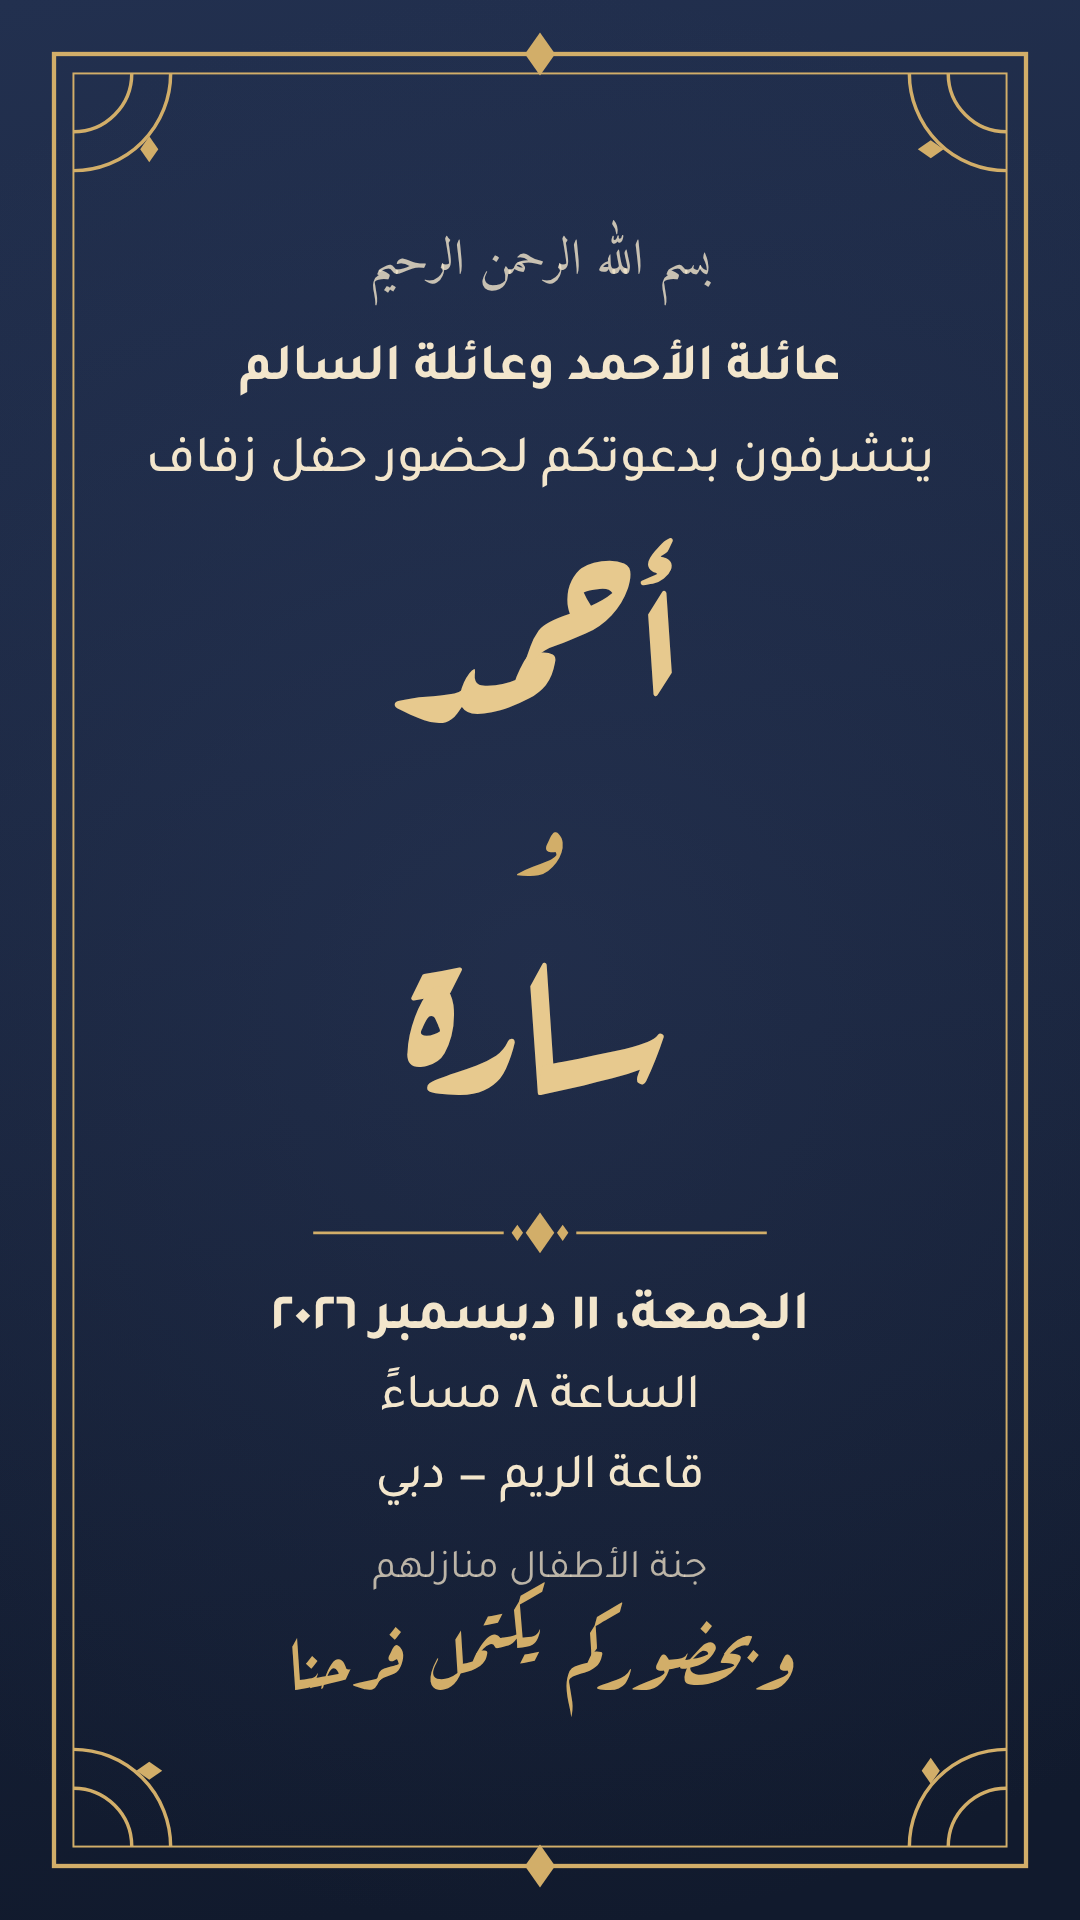 بسم الله الرحمن الرحيم
عائلة الأحمد وعائلة السالم
يتشرفون بدعوتكم لحضور حفل زفاف
أحمد
و
سارة
الجمعة، ١١ ديسمبر ٢٠٢٦
الساعة ٨ مساءً
قاعة الريم – دبي
جنة الأطفال منازلهم
وبحضوركم يكتمل فرحنا